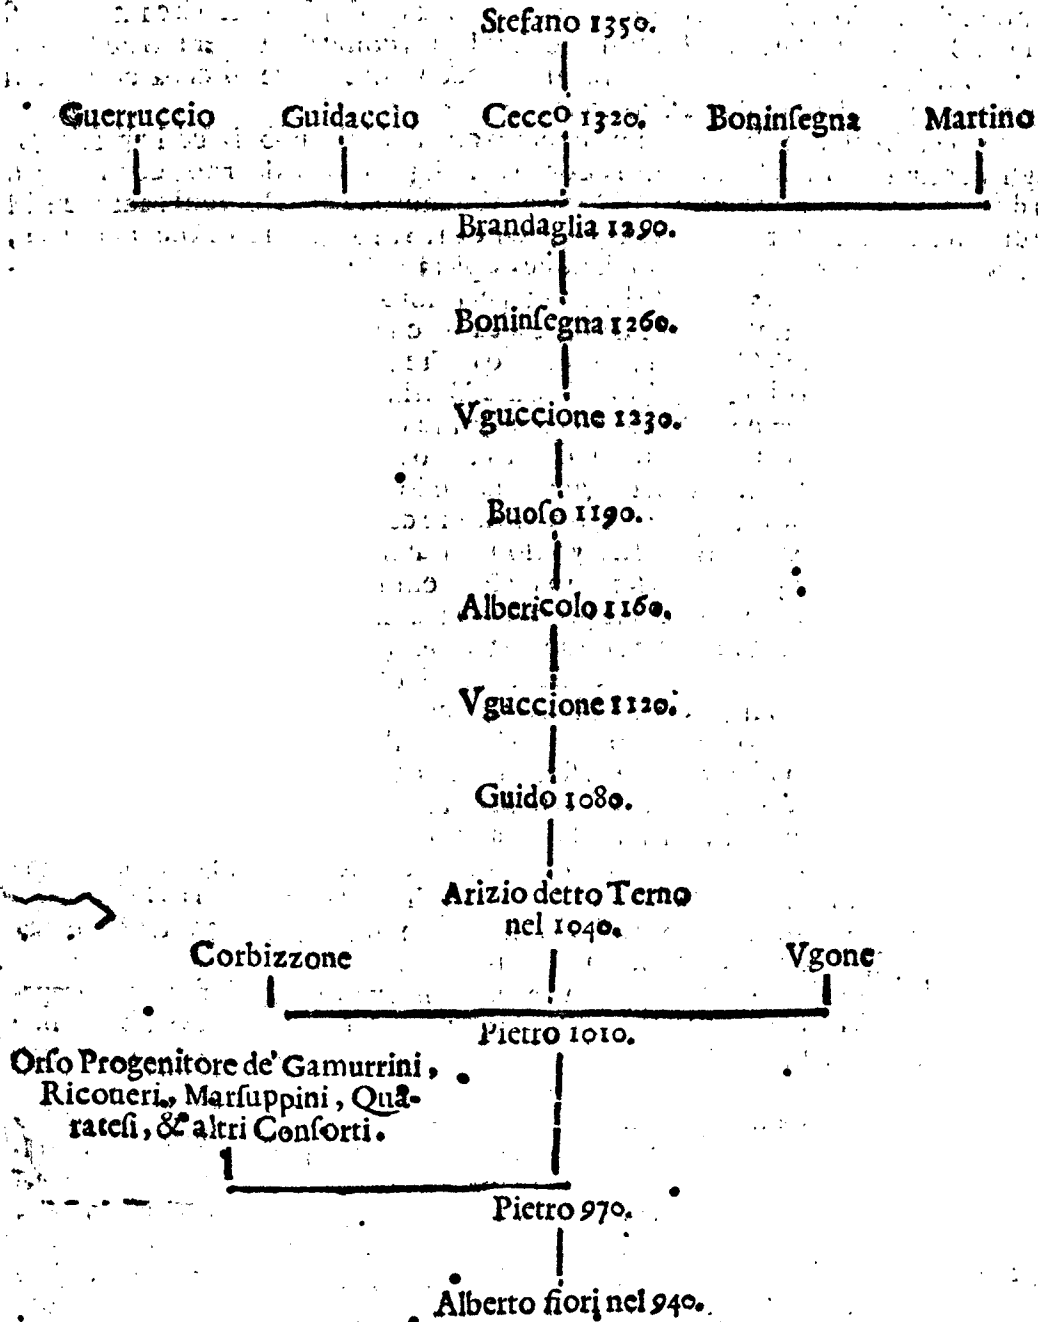 Stefano 1350.
Guerruccio Guidaccio Cecco 1320. Boninſegna Martino
Brandaglia 1290.
Boninſegna 1260.
Vguccione 1230.
Buoſo 1190.
Albericolo 1160.
Vguccione 1120.
Guido 1080.
Arizio detto Terno
nel 1040.
Corbizzone Vgone
Pietro 1010.
Orſo Progenitore de' Gamurrini,
Riconeri, Marſuppini, Quã-
rateſi, & altri Conſorti.
Pietro 970.
Alberto fiorì nel 940.